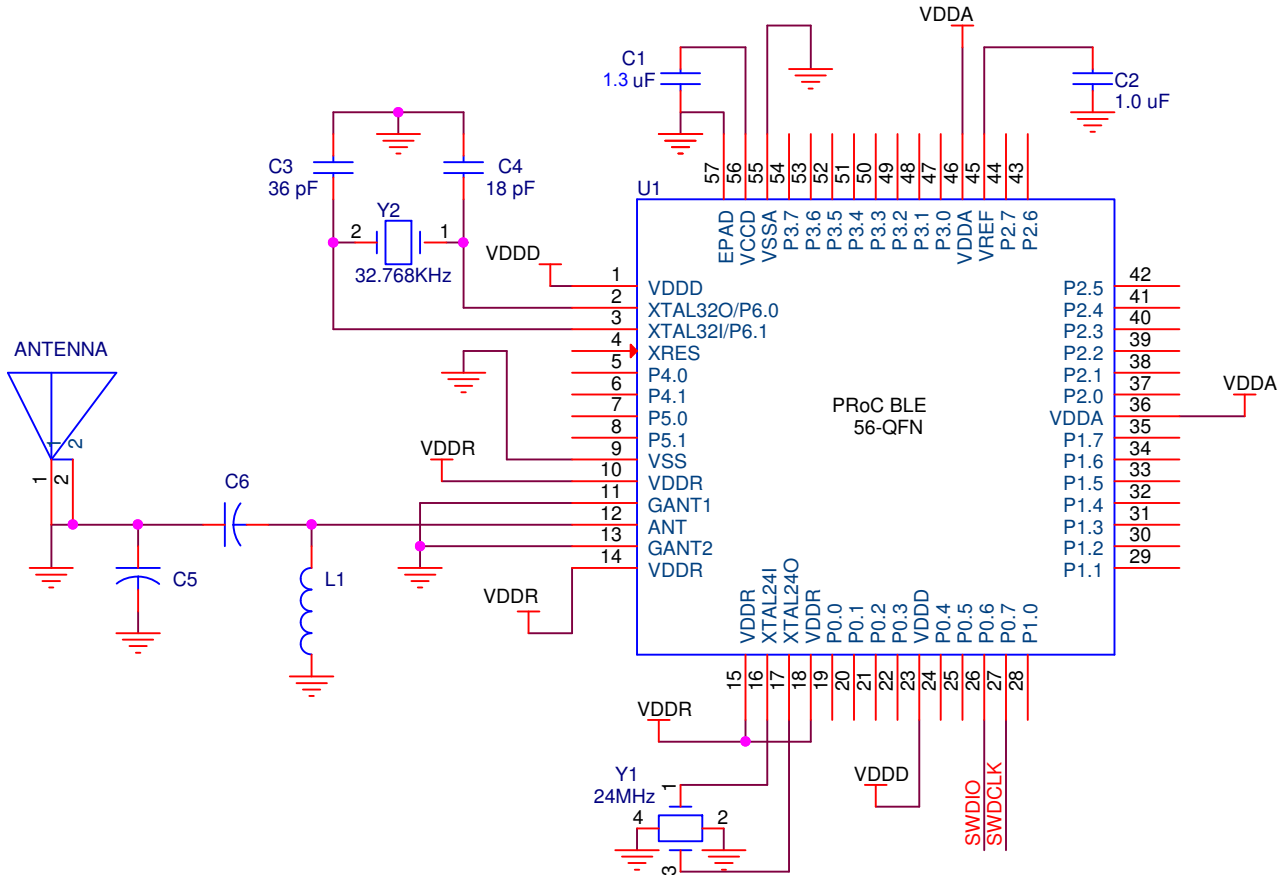 VDDA
C1
1.3 uF
C2
1.0 uF
C3
36 pF
C4
18 pF
Y2
2
1
32.768KHz
VDDD
U1
57
56
55
54
53
52
51
50
49
48
47
46
45
44
43
EPAD
VCCD
VSSA
P3.7
P3.6
P3.5
P3.4
P3.3
P3.2
P3.1
P3.0
VDDA
VREF
P2.7
P2.6
1 VDDD
2 XTAL32O/P6.0
3 XTAL32I/P6.1
4 XRES
5 P4.0
6 P4.1
7 P5.0
8 P5.1
9 VSS
10 VDDR
11 GANT1
12 ANT
13 GANT2
14 VDDR
PRoC BLE
56-QFN
P2.5 42
P2.4 41
P2.3 40
P2.2 39
P2.1 38
P2.0 37
VDDA 36
P1.7 35
P1.6 34
P1.5 33
P1.4 32
P1.3 31
P1.2 30
P1.1 29
VDDA
ANTENNA
1
2
1
2
VDDR
C6
C5
L1
VDDR
VDDR
XTAL24I
XTAL24O
VDDR
P0.0
P0.1
P0.2
P0.3
VDDD
P0.4
P0.5
P0.6
P0.7
P1.0
15
16
17
18
19
20
21
22
23
24
25
26
27
28
VDDR
Y1
24MHz
1
4
2
3
VDDD
SWDIO
SWDCLK